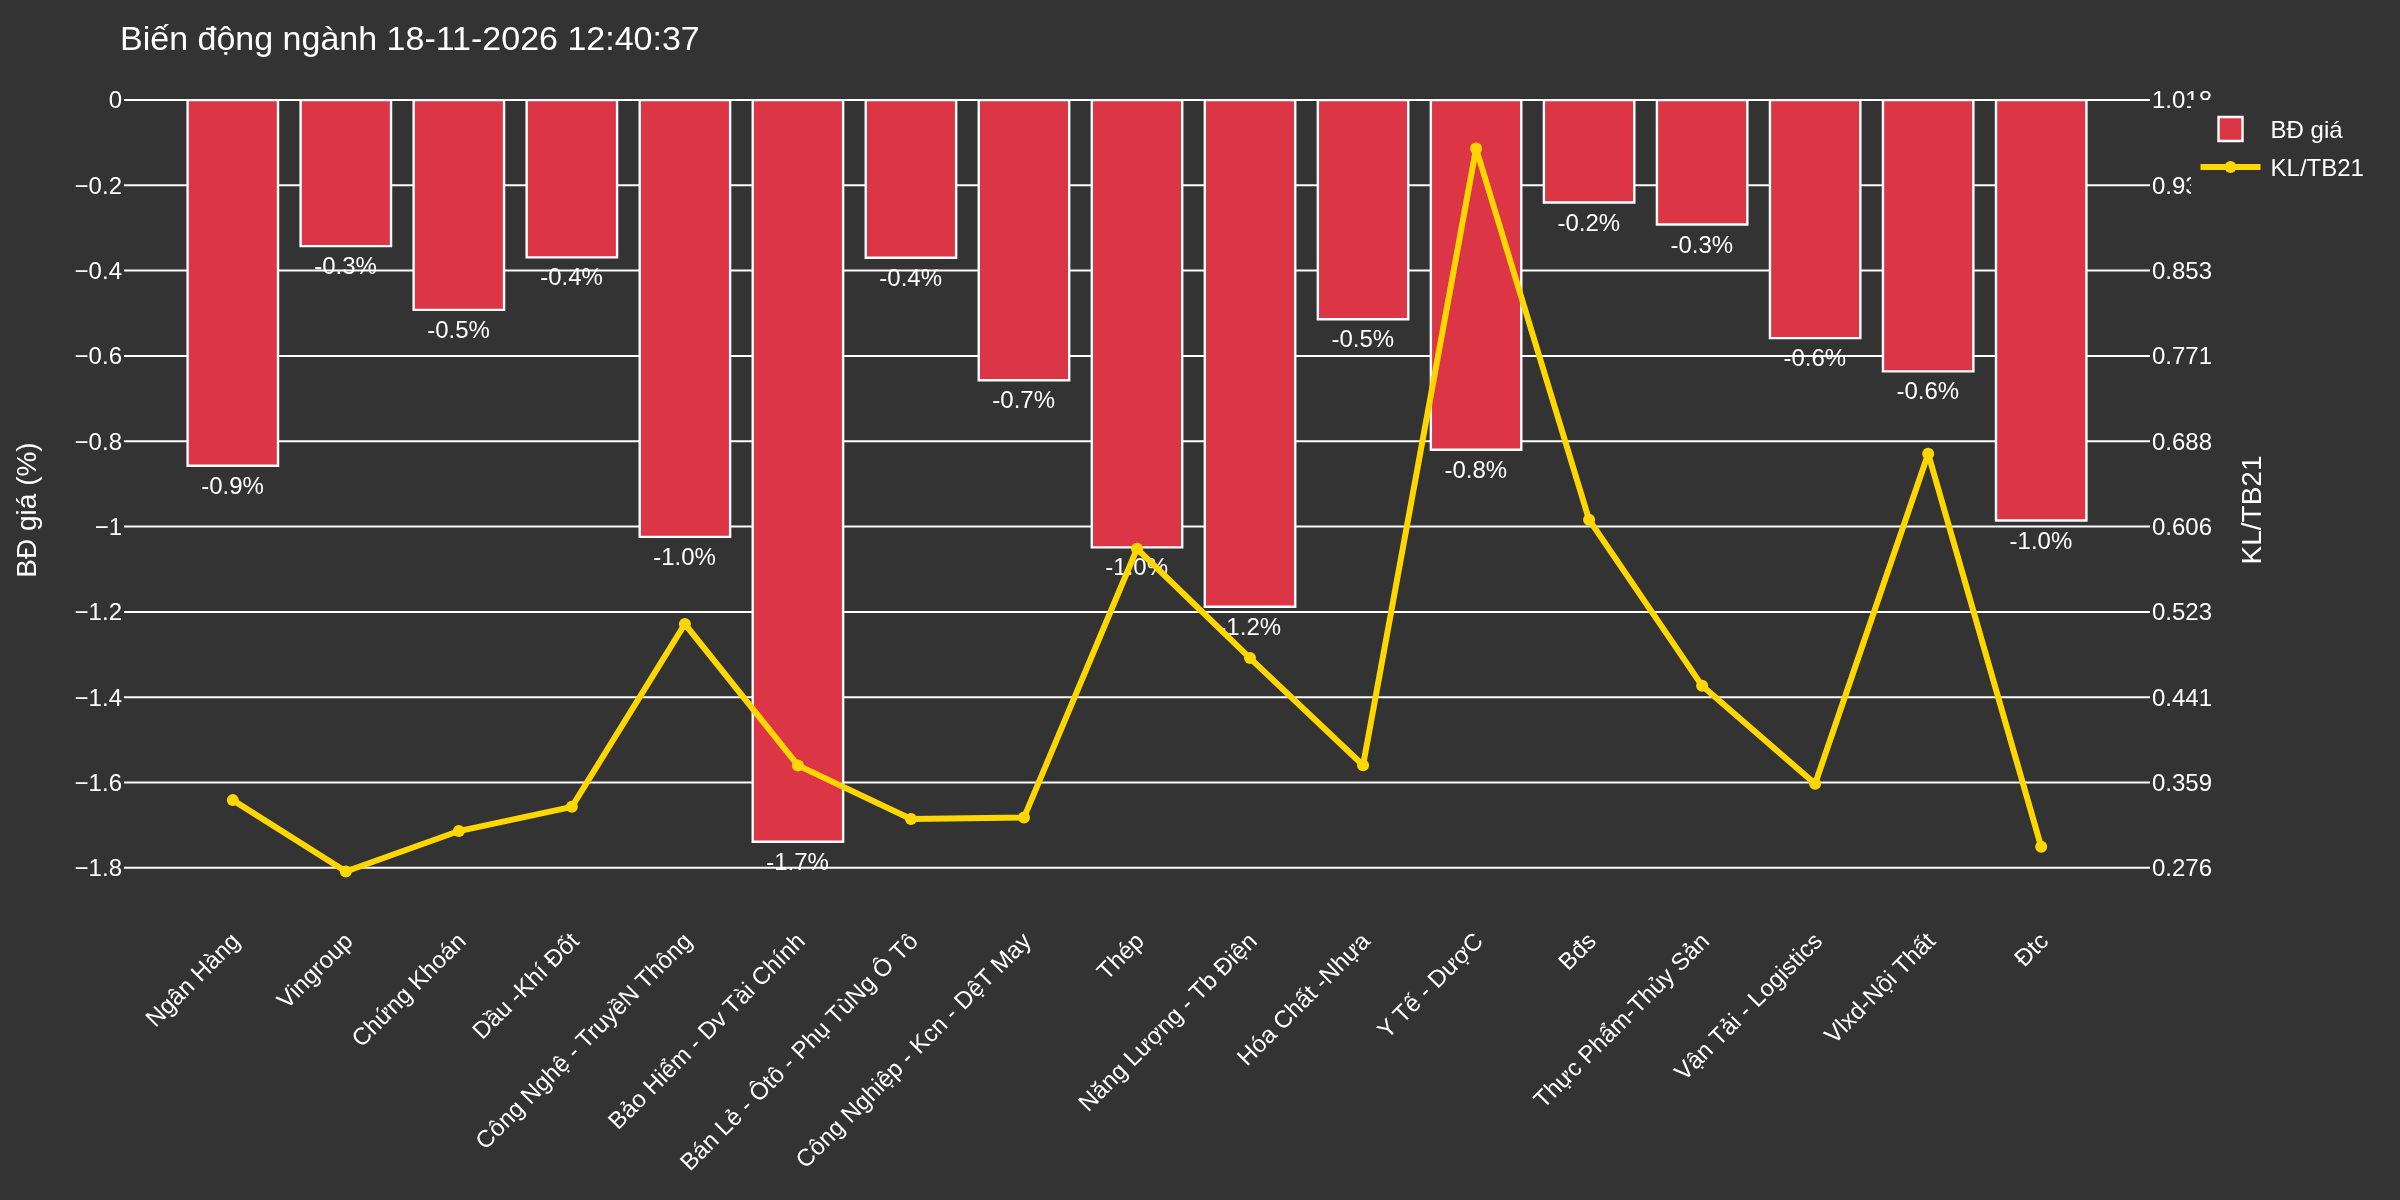 Biến động ngành 18-11-2026 12:40:37
BĐ giá (%)
0
−0.2
−0.4
−0.6
−0.8
−1
−1.2
−1.4
−1.6
−1.8
-0.9%
-0.3%
-0.5%
-0.4%
-1.0%
-1.7%
-0.4%
-0.7%
-1.0%
-1.2%
-0.5%
-0.8%
-0.2%
-0.3%
-0.6%
-0.6%
-1.0%
0.853
0.771
0.688
0.606
0.523
0.441
0.359
0.276
KL/TB21
BĐ giá
KL/TB21
Ngân Hàng
Vingroup
Chứng Khoán
Dầu -Khí Đốt
Công Nghệ - TruyềN Thông
Bảo Hiểm - Dv Tài Chính
Bán Lẻ - Ôtô - Phụ TùNg Ô Tô
Công Nghiệp - Kcn - DệT May
Thép
Năng Lượng - Tb Điện
Hóa Chất -Nhựa
Y Tế - DượC
Bđs
Thực Phẩm-Thủy Sản
Vận Tải - Logistics
Vlxd-Nội Thất
Đtc